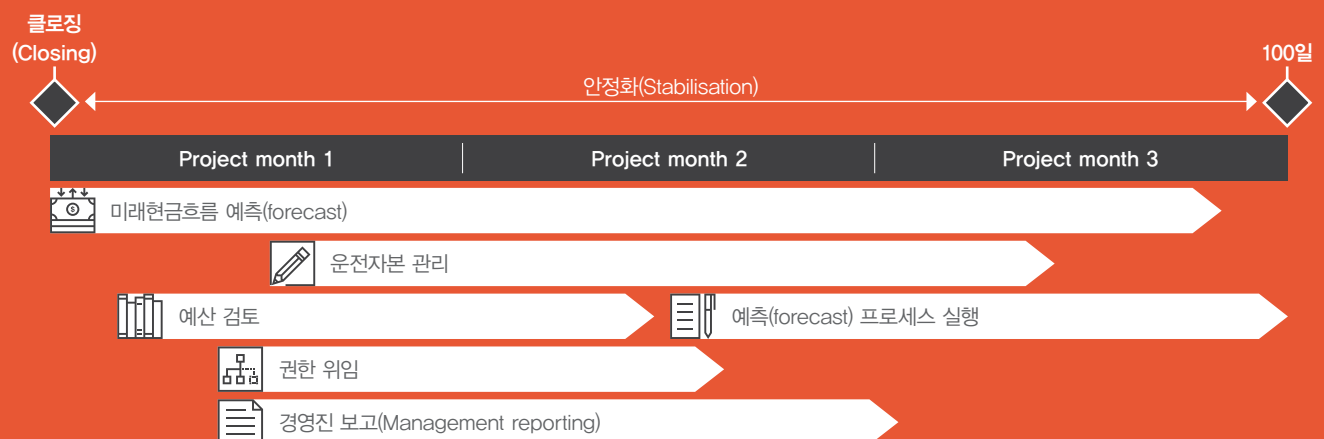 클로징
(Closing)
100일
안정화(Stabilisation)
Project month 1
Project month 2
Project month 3
미래현금흐름 예측(forecast)
운전자본 관리
예산 검토
예측(forecast) 프로세스 실행
권한 위임
경영진 보고(Management reporting)